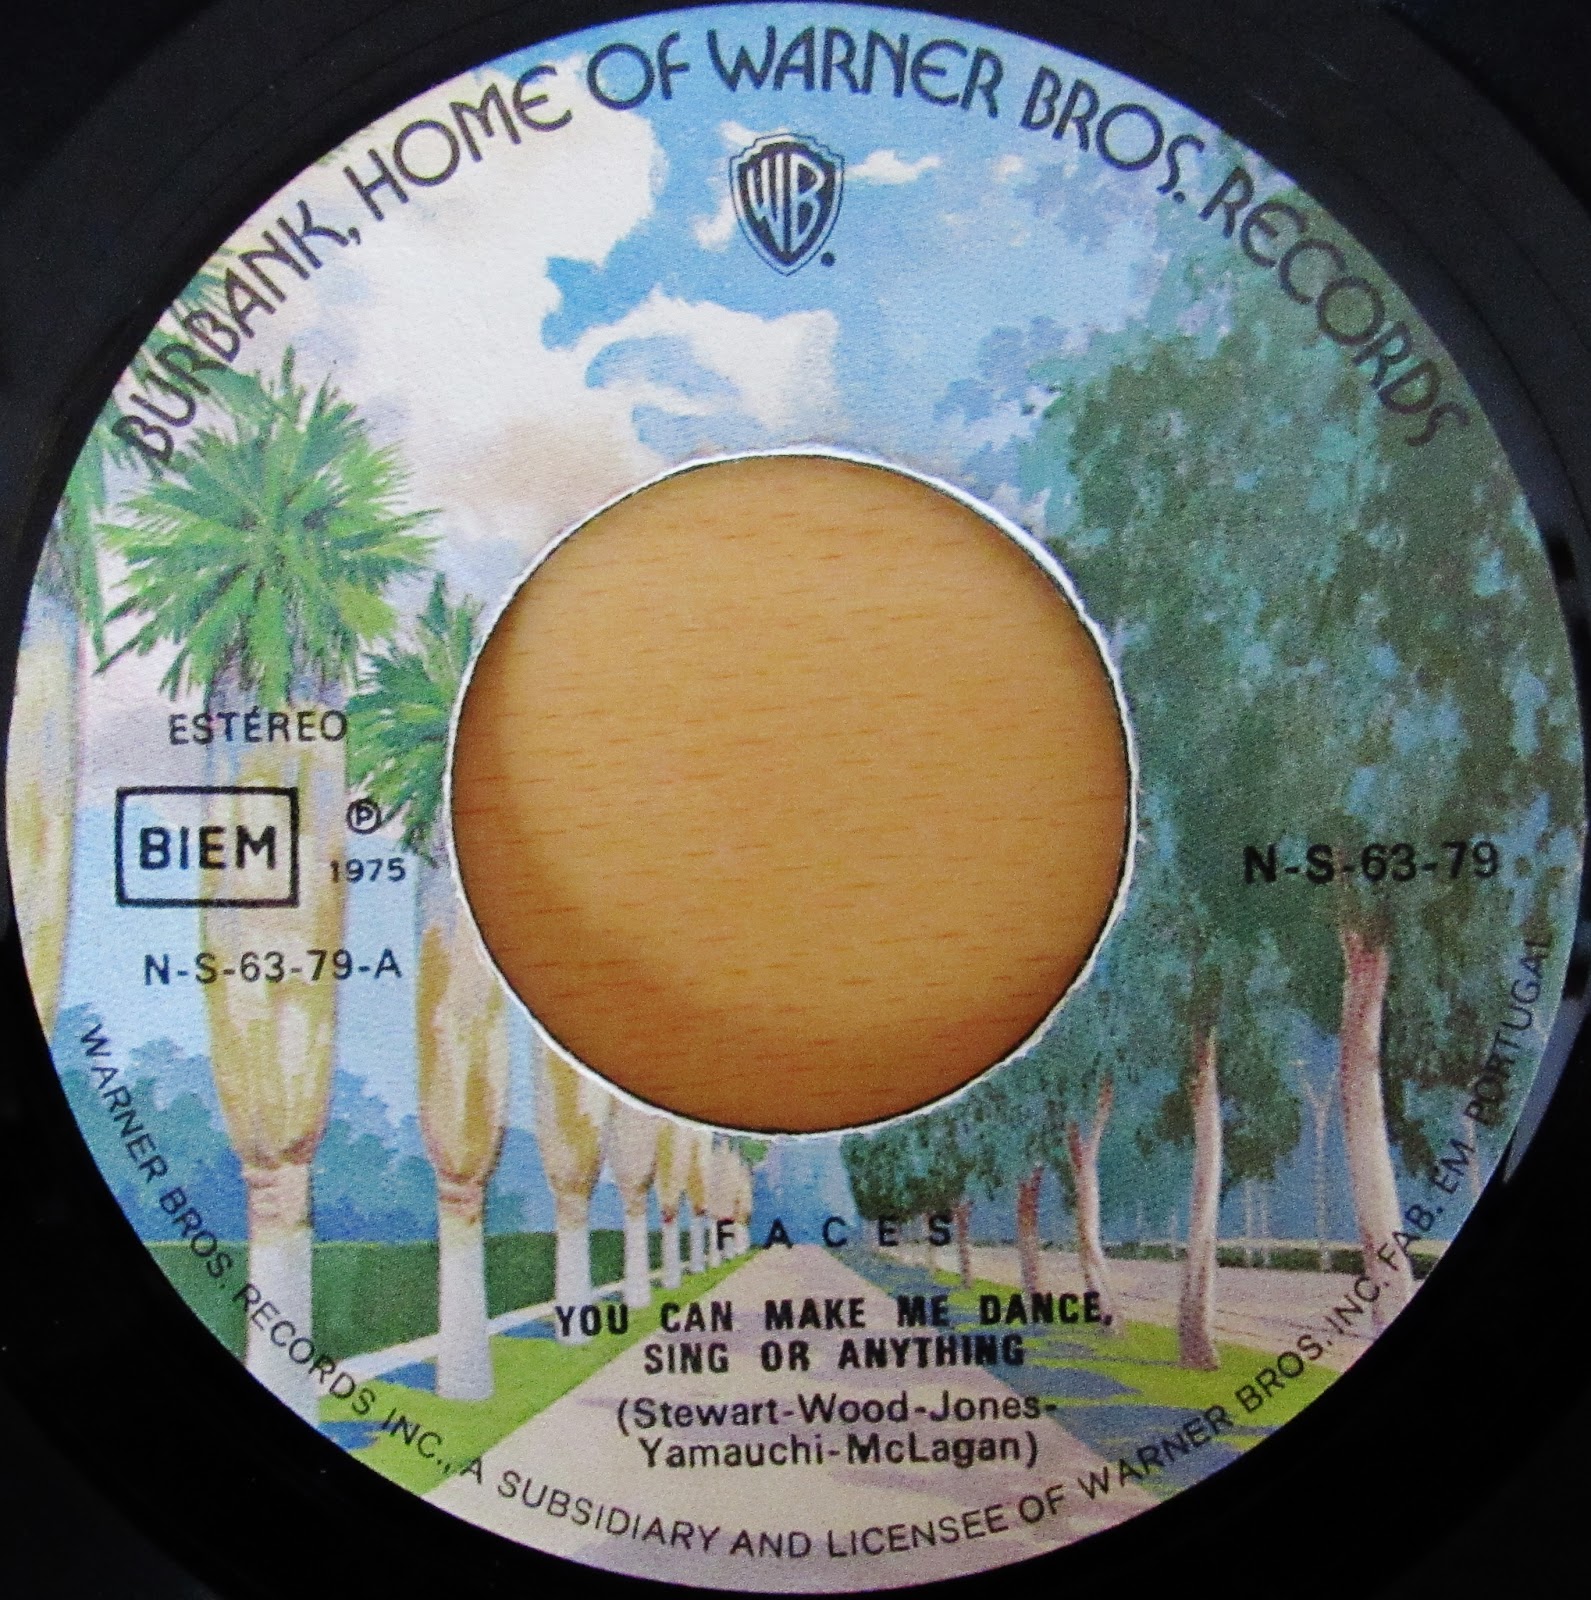 BURBANK, HOME OF WARNER BROS. RECORDS
WB
ESTÉREO
BIEM
Ⓟ
1975
N-S-63-79-A
N-S-63-79
FACES
YOU CAN MAKE ME DANCE,
SING OR ANYTHING
(Stewart-Wood-Jones-
Yamauchi-McLagan)
WARNER BROS. RECORDS INC., A SUBSIDIARY AND LICENSEE OF WARNER BROS., INC. FAB. EM PORTUGAL